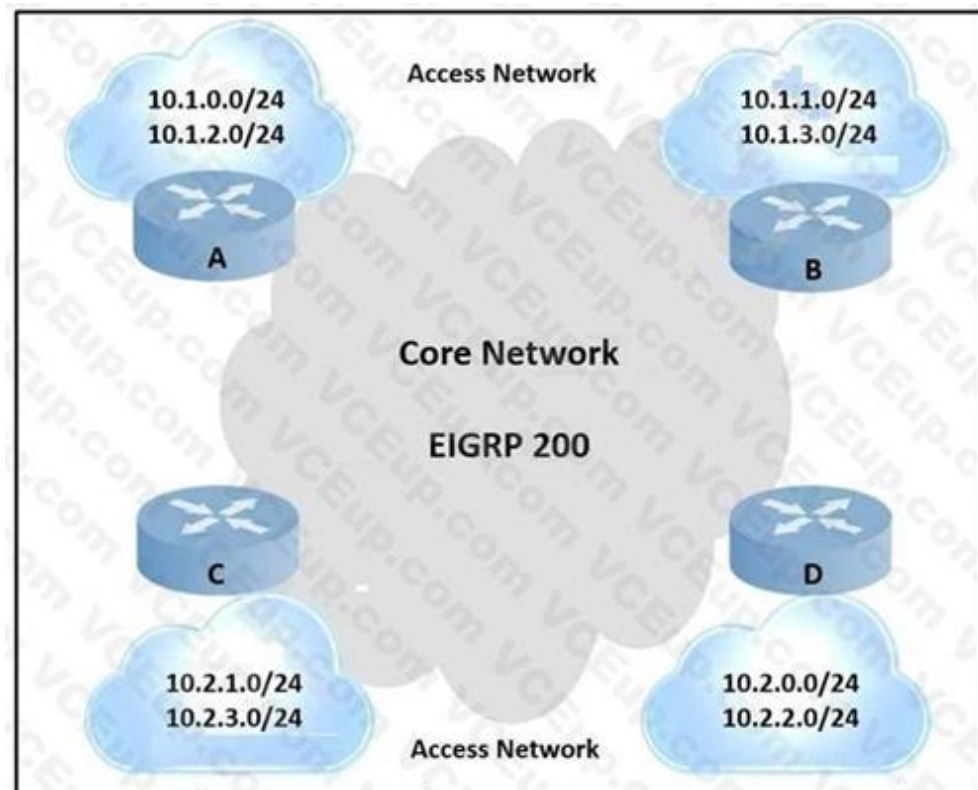 Access Network
10.1.0.0/24
10.1.2.0/24
10.1.1.0/24
10.1.3.0/24
A
B
Core Network
EIGRP 200
C
D
10.2.1.0/24
10.2.3.0/24
10.2.0.0/24
10.2.2.0/24
Access Network
VCEup.com